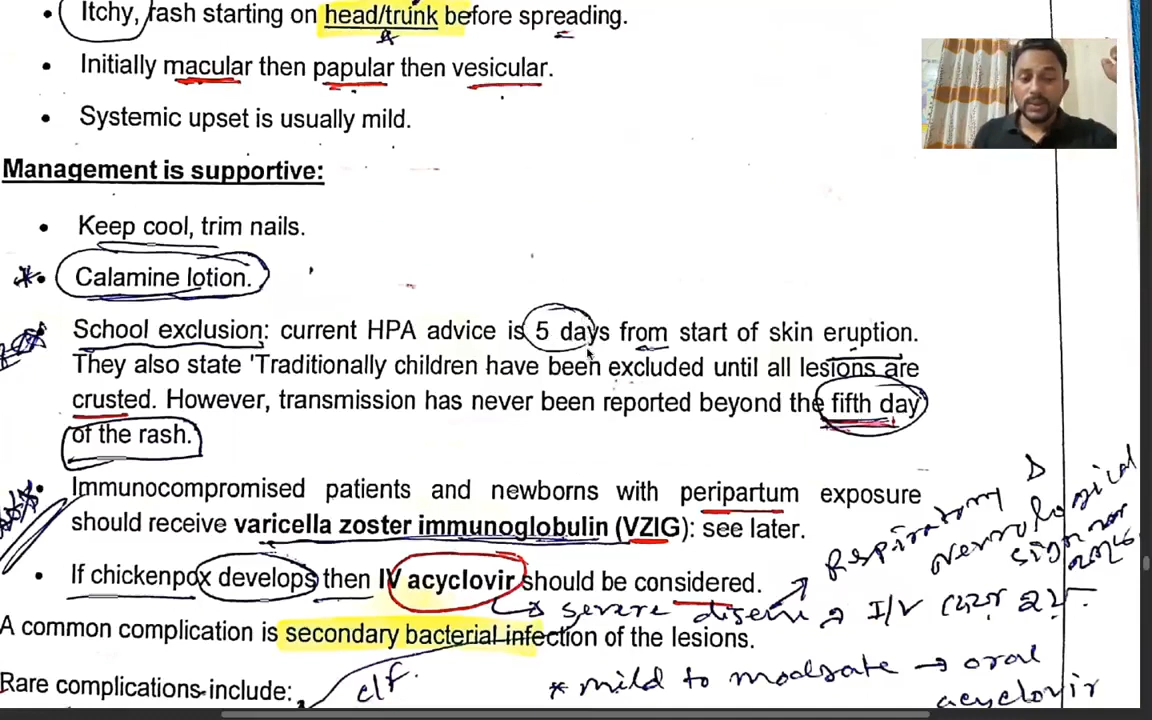 • Itchy, rash starting on head/trunk before spreading.
• Initially macular then papular then vesicular.
• Systemic upset is usually mild.
Management is supportive:
• Keep cool, trim nails.
• Calamine lotion.
• School exclusion: current HPA advice is 5 days from start of skin eruption.
They also state 'Traditionally children have been excluded until all lesions are
crusted. However, transmission has never been reported beyond the fifth day
of the rash.
• Immunocompromised patients and newborns with peripartum exposure
should receive varicella zoster immunoglobulin (VZIG): see later.
Respiratory
neurological
sign
• If chickenpox develops then IV acyclovir should be considered.
severe → I/V
A common complication is secondary bacterial infection of the lesions.
* mild to moderate → oral
acyclovir
Rare complications include: